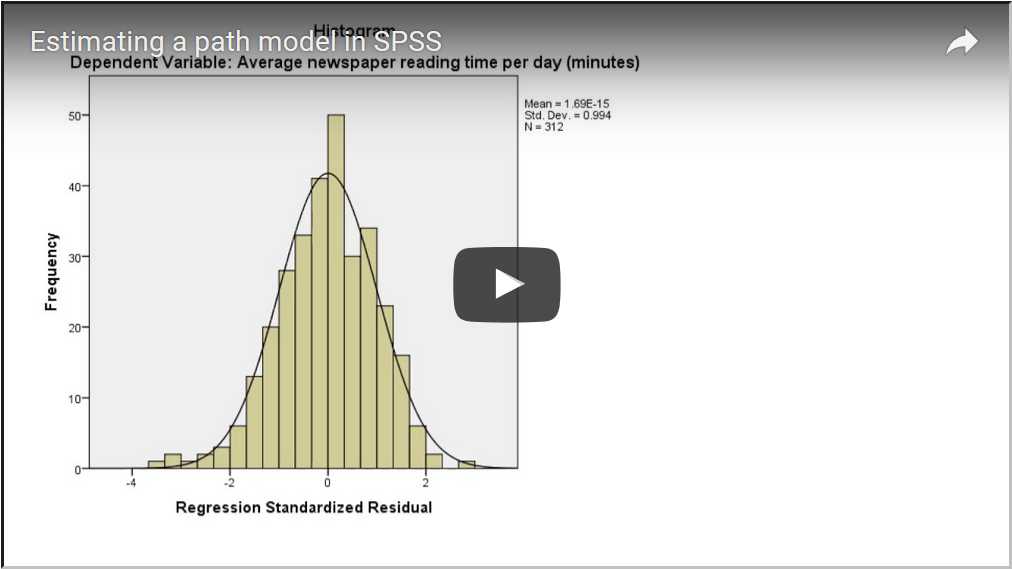 Histogram
Estimating a path model in SPSS
Dependent Variable: Average newspaper reading time per day (minutes)
Mean = 1.69E-15
Std. Dev. = 0.994
N = 312
50
40
30
20
10
0
Frequency
-4 -2 0 2
Regression Standardized Residual